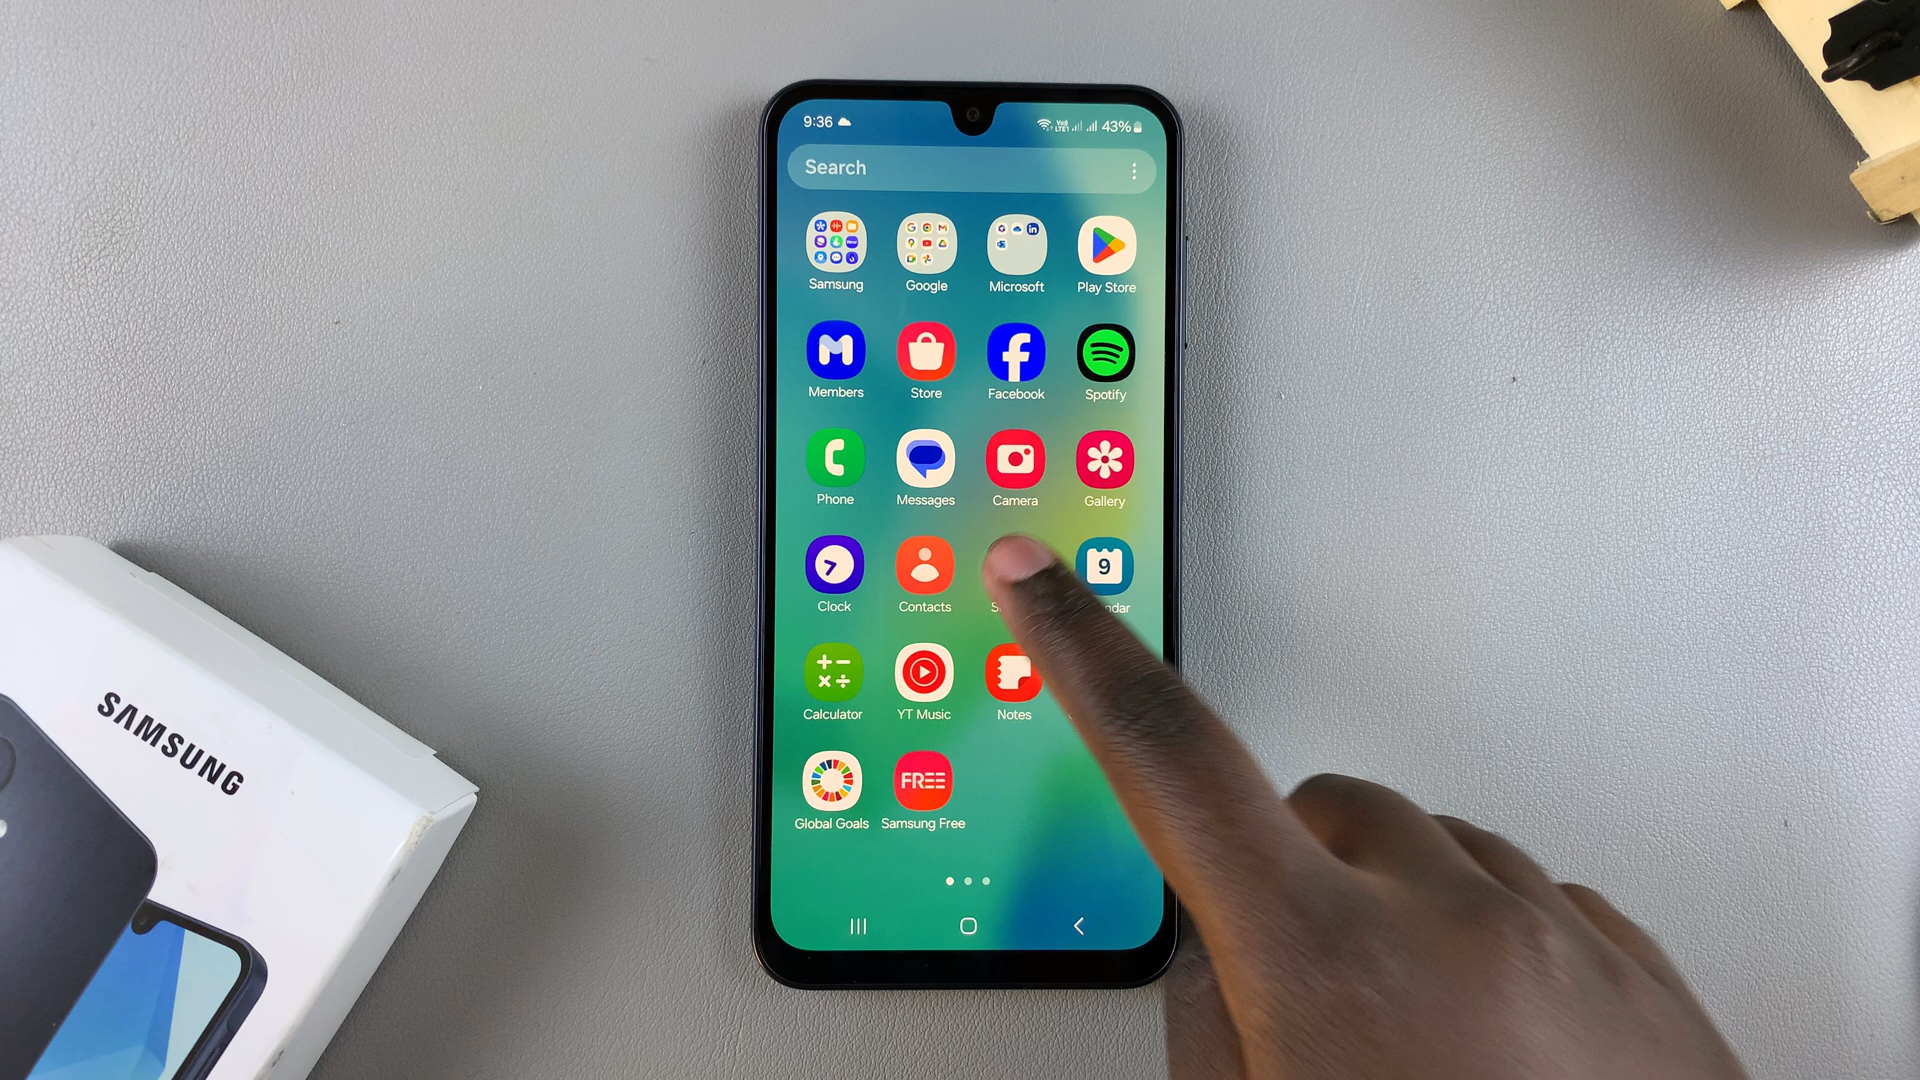 9:36
43%
Search
Samsung
Google
Microsoft
Play Store
Members
Store
Facebook
Spotify
Phone
Messages
Camera
Gallery
Clock
Contacts
9
Calculator
YT Music
Notes
FREE
Global Goals
Samsung Free
SAMSUNG